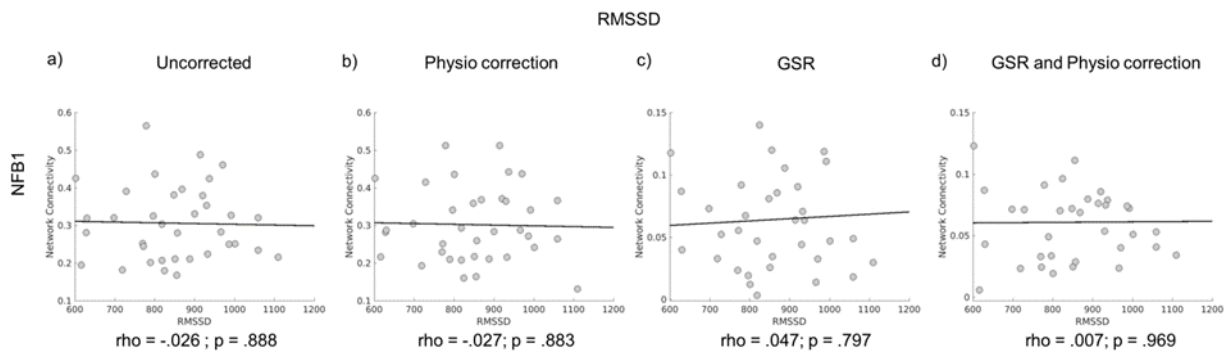 RMSSD
a) Uncorrected
b) Physio correction
c) GSR
d) GSR and Physio correction
NFB1
Network Connectivity
0.6
0.5
0.4
0.3
0.2
0.1
600 700 800 900 1000 1100 1200
RMSSD
rho = -.026 ; p = .888
Network Connectivity
0.6
0.5
0.4
0.3
0.2
0.1
600 700 800 900 1000 1100 1200
RMSSD
rho = -.027; p = .883
Network Connectivity
0.15
0.1
0.05
0
600 700 800 900 1000 1100 1200
RMSSD
rho = .047; p = .797
Network Connectivity
0.15
0.1
0.05
0
600 700 800 900 1000 1100 1200
RMSSD
rho = .007; p = .969